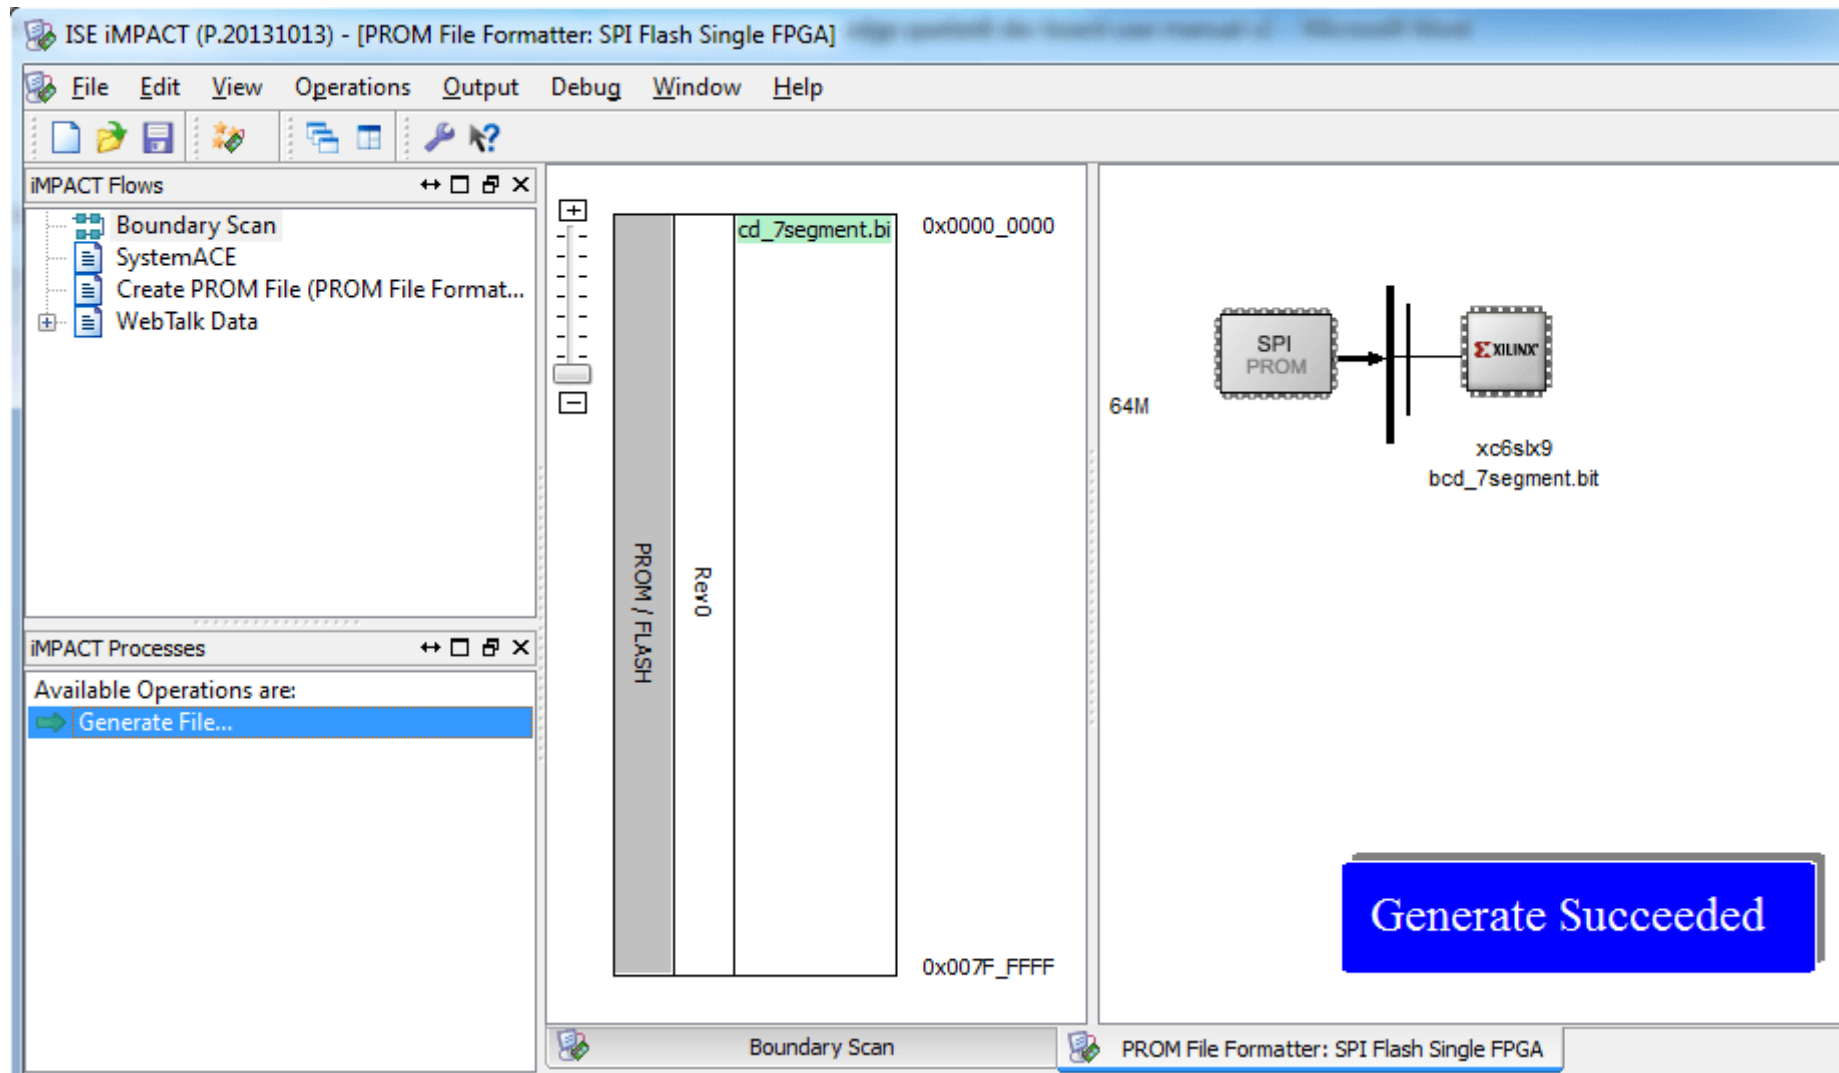 ISE iMPACT (P.20131013) - [PROM File Formatter: SPI Flash Single FPGA]
File Edit View Operations Output Debug Window Help
iMPACT Flows
Boundary Scan
SystemACE
Create PROM File (PROM File Format...
WebTalk Data
iMPACT Processes
Available Operations are:
Generate File...
PROM / FLASH
Rev0
cd_7segment.bi
0x0000_0000
0x007F_FFFF
64M
SPI
PROM
XILINX
xc6slx9
bcd_7segment.bit
Generate Succeeded
Boundary Scan
PROM File Formatter: SPI Flash Single FPGA